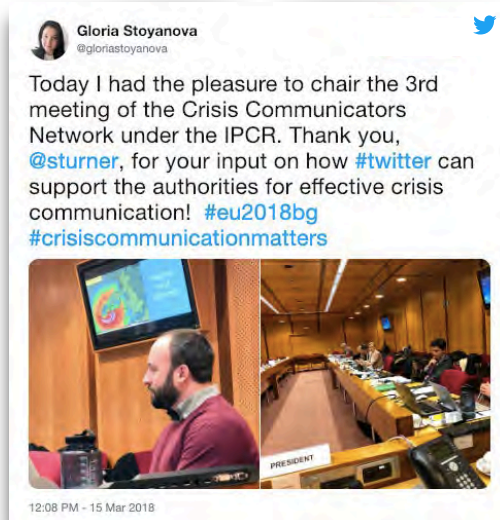 Gloria Stoyanova
@gloriastoyanova
Today I had the pleasure to chair the 3rd
meeting of the Crisis Communicators
Network under the IPCR. Thank you,
@sturner, for your input on how #twitter can
support the authorities for effective crisis
communication! #eu2018bg
#crisiscommunicationmatters
PRESIDENT
12:08 PM - 15 Mar 2018